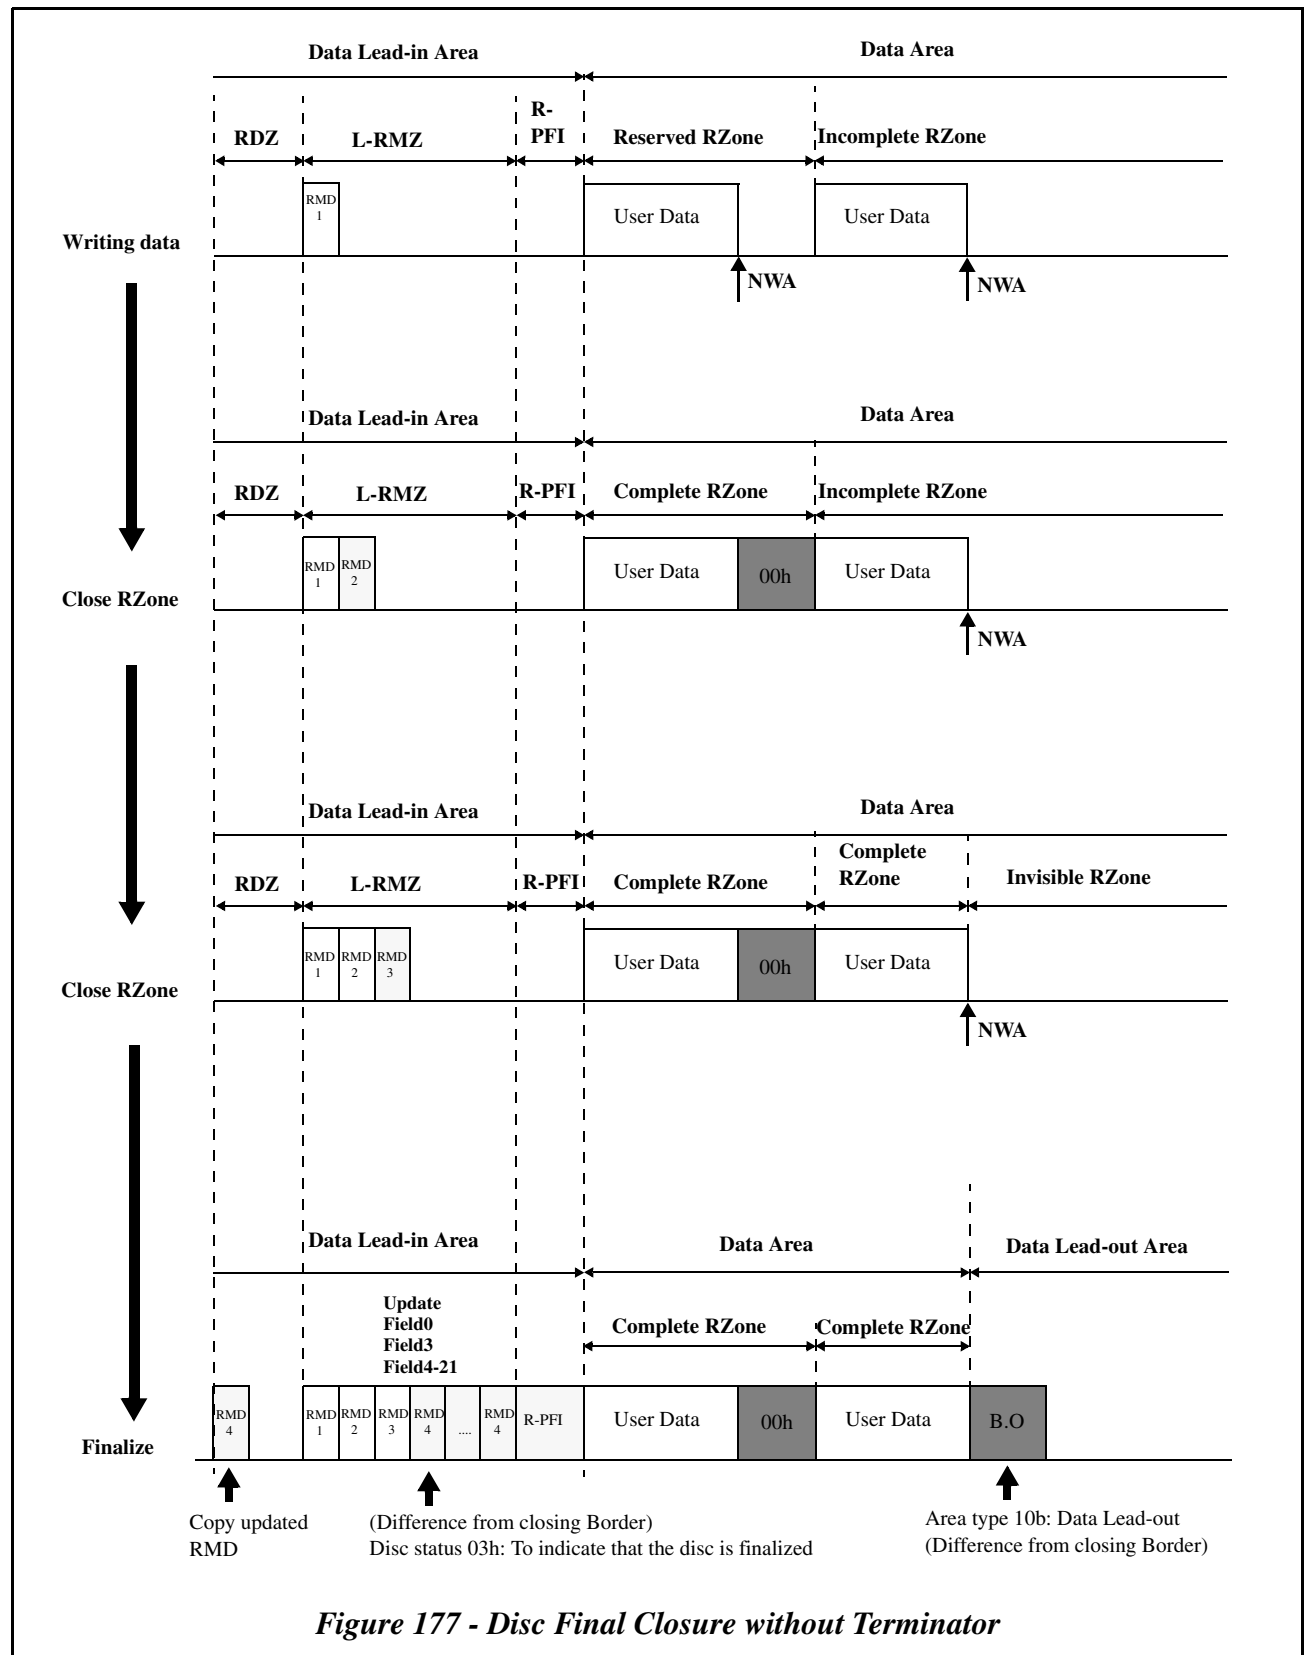 Data Lead-in Area Data Area
RDZ L-RMZ R-
PFI Reserved RZone Incomplete RZone
RMD
1
User Data User Data
Writing data
NWA NWA
Data Lead-in Area Data Area
RDZ L-RMZ R-PFI Complete RZone Incomplete RZone
RMD
1
RMD
2
User Data 00h User Data
Close RZone
NWA
Data Lead-in Area Data Area
RDZ L-RMZ R-PFI Complete RZone Complete
RZone Invisible RZone
RMD
1
RMD
2
RMD
3
User Data 00h User Data
Close RZone
NWA
Data Lead-in Area Data Area Data Lead-out Area
Update
Field0
Field3
Field4-21
Complete RZone Complete RZone
RMD
4
RMD
1
RMD
2
RMD
3
RMD
4
....
RMD
4
R-PFI User Data 00h User Data B.O
Finalize
Copy updated
RMD
(Difference from closing Border)
Disc status 03h: To indicate that the disc is finalized
Area type 10b: Data Lead-out
(Difference from closing Border)
Figure 177 - Disc Final Closure without Terminator